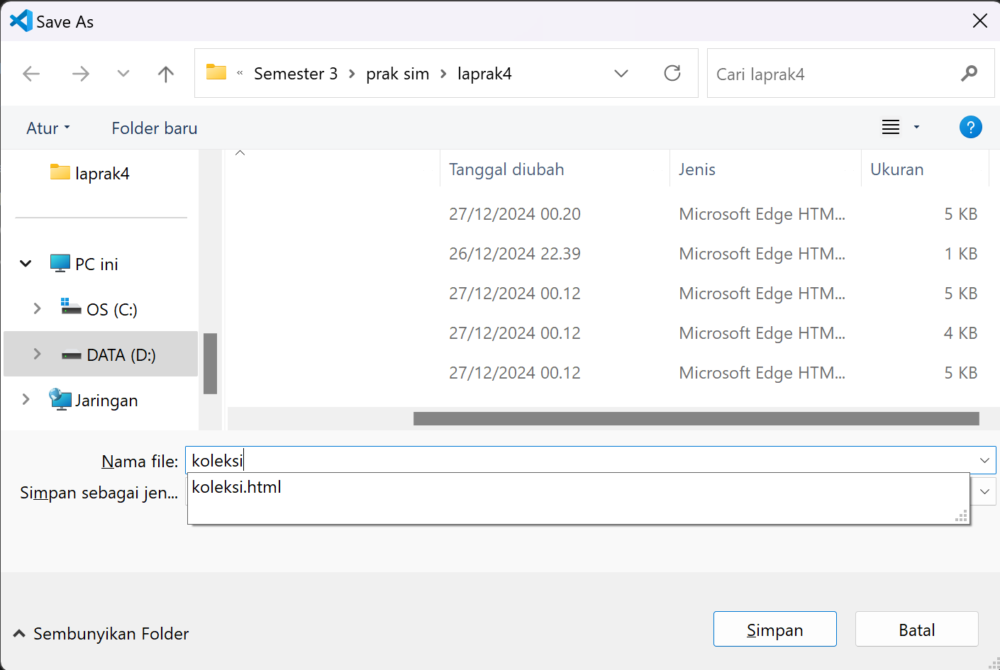 Save As
« Semester 3 > prak sim > laprak4
Cari laprak4
Atur
Folder baru
laprak4
PC ini
OS (C:)
DATA (D:)
Jaringan
Tanggal diubah Jenis Ukuran
27/12/2024 00.20 Microsoft Edge HTM... 5 KB
26/12/2024 22.39 Microsoft Edge HTM... 1 KB
27/12/2024 00.12 Microsoft Edge HTM... 5 KB
27/12/2024 00.12 Microsoft Edge HTM... 4 KB
27/12/2024 00.12 Microsoft Edge HTM... 5 KB
Nama file: koleksi
koleksi.html
Simpan sebagai jen...
Sembunyikan Folder
Simpan
Batal